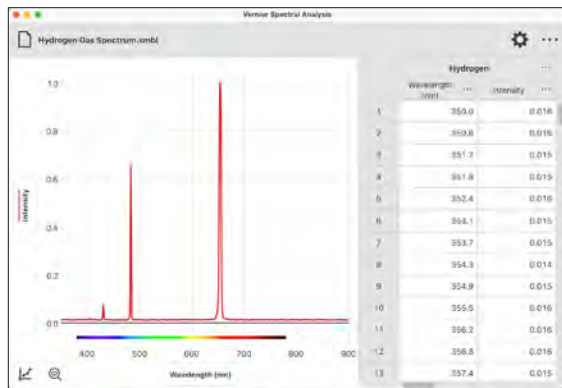 Vernier Spectral Analysis
Hydrogen Gas Spectrum.smbl
1.0
0.8
0.6
0.4
0.2
0.0
Intensity
400 500 600 700 800 900
Wavelength (nm)
Hydrogen
Wavelength (nm) Intensity
1 350.0 0.016
2 350.6 0.016
3 351.2 0.015
4 351.8 0.015
5 352.4 0.016
6 353.1 0.015
7 353.7 0.015
8 354.3 0.014
9 354.9 0.015
10 355.5 0.016
11 356.2 0.016
12 356.8 0.016
13 357.4 0.015